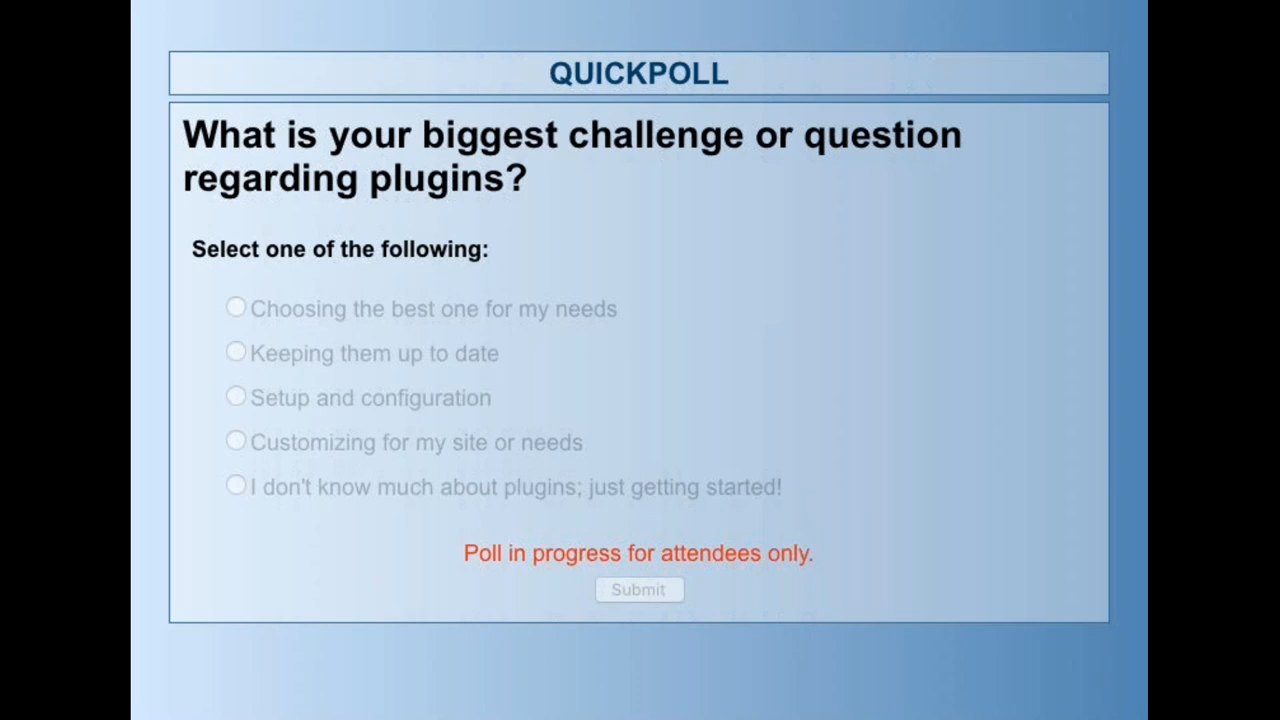 QUICKPOLL
What is your biggest challenge or question
regarding plugins?
Select one of the following:
Choosing the best one for my needs
Keeping them up to date
Setup and configuration
Customizing for my site or needs
I don't know much about plugins; just getting started!
Poll in progress for attendees only.
Submit